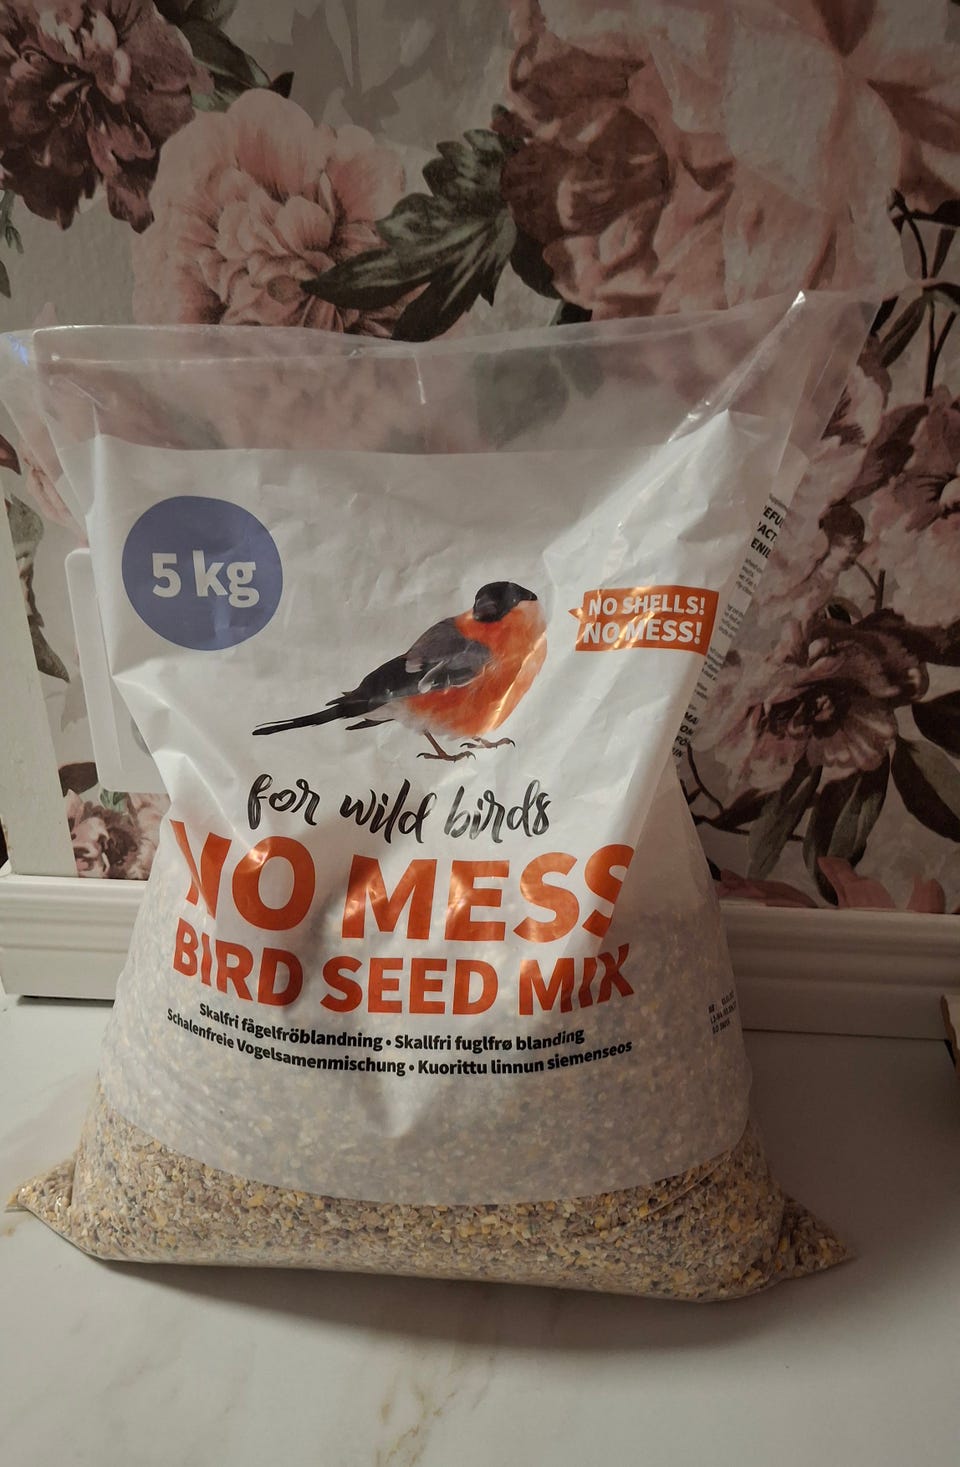 5 kg
NO SHELLS!
NO MESS!
for wild birds
NO MESS
BIRD SEED MIX
Skalfri fågelfröblandning • Skallfri fuglfrø blanding
Schalenfreie Vogelsamenmischung • Kuorittu linnun siemenseos